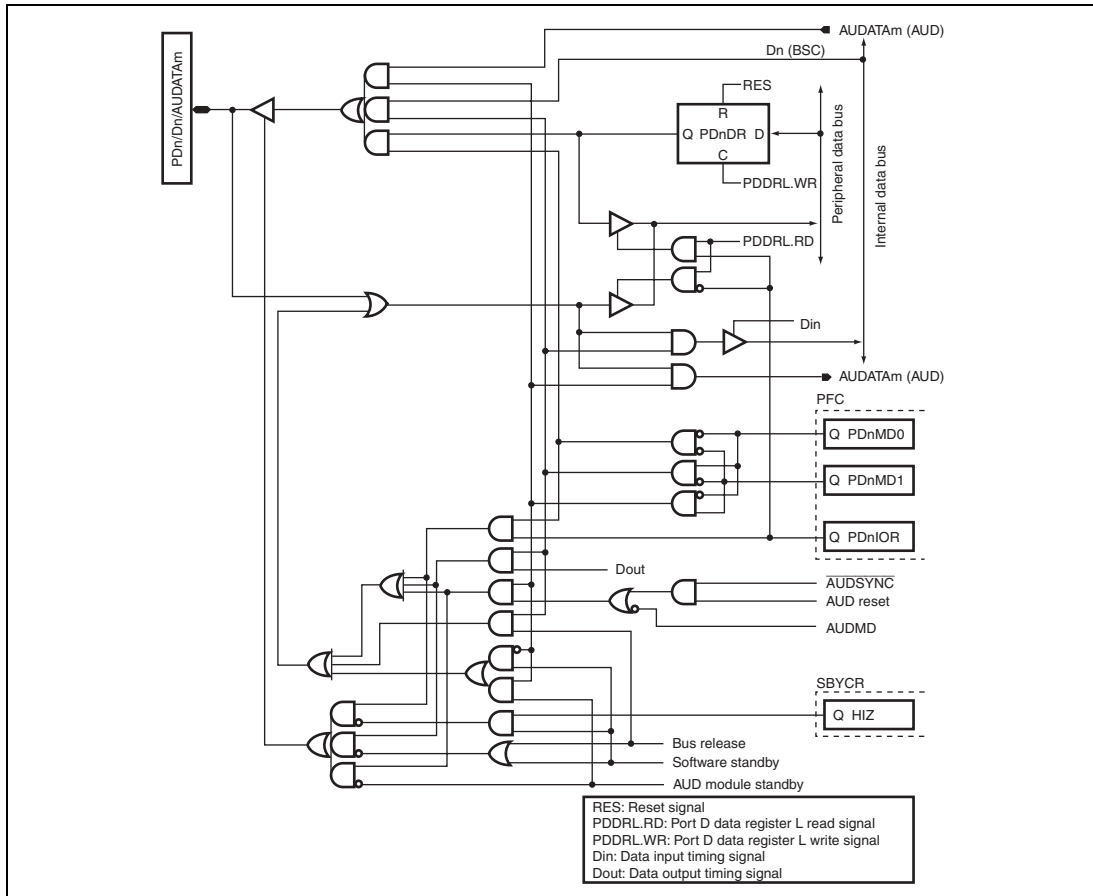 PDn/Dn/AUDATAm
AUDATAm (AUD)
Dn (BSC)
RES
R
Q PDnDR D
C
PDDRL.WR
Peripheral data bus
Internal data bus
PDDRL.RD
Din
AUDATAm (AUD)
PFC
Q PDnMD0
Q PDnMD1
Q PDnIOR
Dout
AUDSYNC
AUD reset
AUDMD
SBYCR
Q HIZ
Bus release
Software standby
AUD module standby
RES: Reset signal
PDDRL.RD: Port D data register L read signal
PDDRL.WR: Port D data register L write signal
Din: Data input timing signal
Dout: Data output timing signal